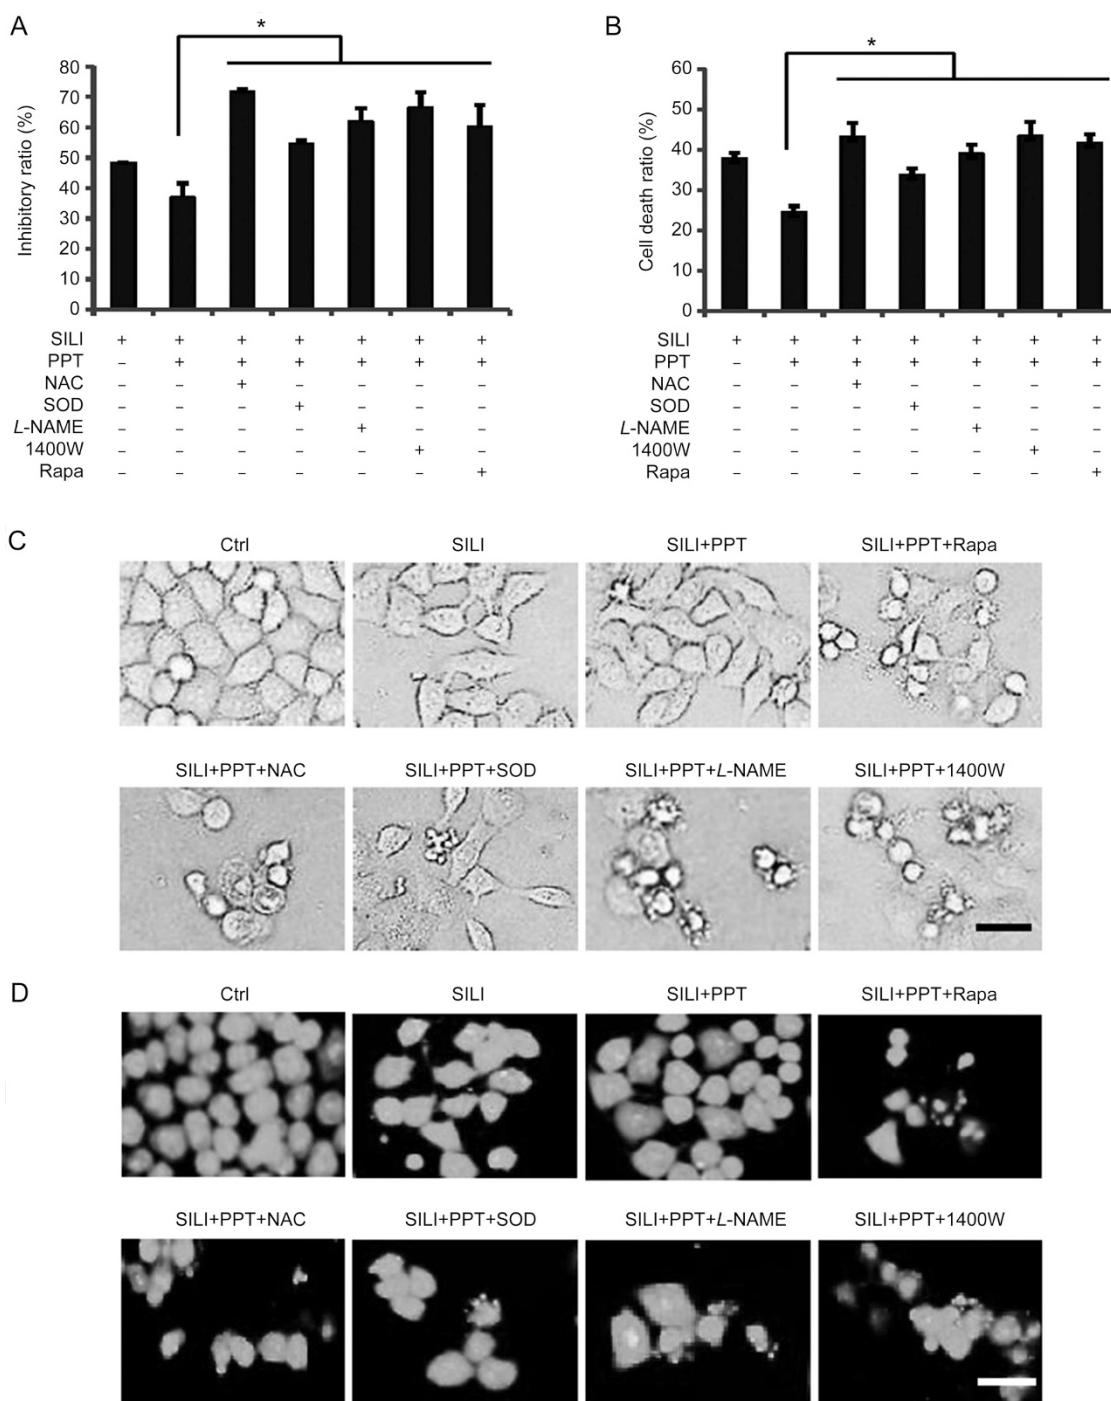 A
*
Inhibitory ratio (%)
80
70
60
50
40
30
20
10
0
SILI + + + + + + +
PPT – + + + + + +
NAC – – + – – – –
SOD – – – + – – –
L-NAME – – – – + – –
1400W – – – – – + –
Rapa – – – – – – +
B
*
Cell death ratio (%)
60
50
40
30
20
10
0
SILI + + + + + + +
PPT – + + + + + +
NAC – – + – – – –
SOD – – – + – – –
L-NAME – – – – + – –
1400W – – – – – + –
Rapa – – – – – – +
C
Ctrl SILI SILI+PPT SILI+PPT+Rapa
SILI+PPT+NAC SILI+PPT+SOD SILI+PPT+L-NAME SILI+PPT+1400W
D
Ctrl SILI SILI+PPT SILI+PPT+Rapa
SILI+PPT+NAC SILI+PPT+SOD SILI+PPT+L-NAME SILI+PPT+1400W